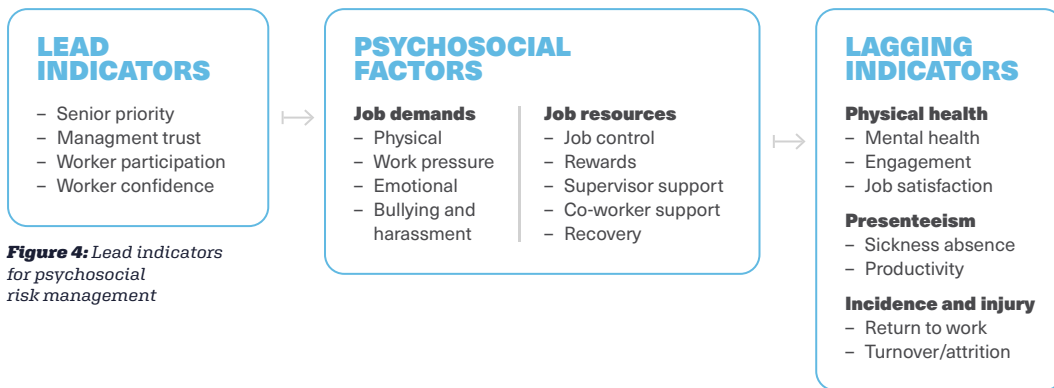 LEAD
INDICATORS
– Senior priority
– Managment trust
– Worker participation
– Worker confidence
Figure 4: Lead indicators
for psychosocial
risk management
PSYCHOSOCIAL
FACTORS
Job demands
– Physical
– Work pressure
– Emotional
– Bullying and
harassment
Job resources
– Job control
– Rewards
– Supervisor support
– Co-worker support
– Recovery
LAGGING
INDICATORS
Physical health
– Mental health
– Engagement
– Job satisfaction
Presenteeism
– Sickness absence
– Productivity
Incidence and injury
– Return to work
– Turnover/attrition